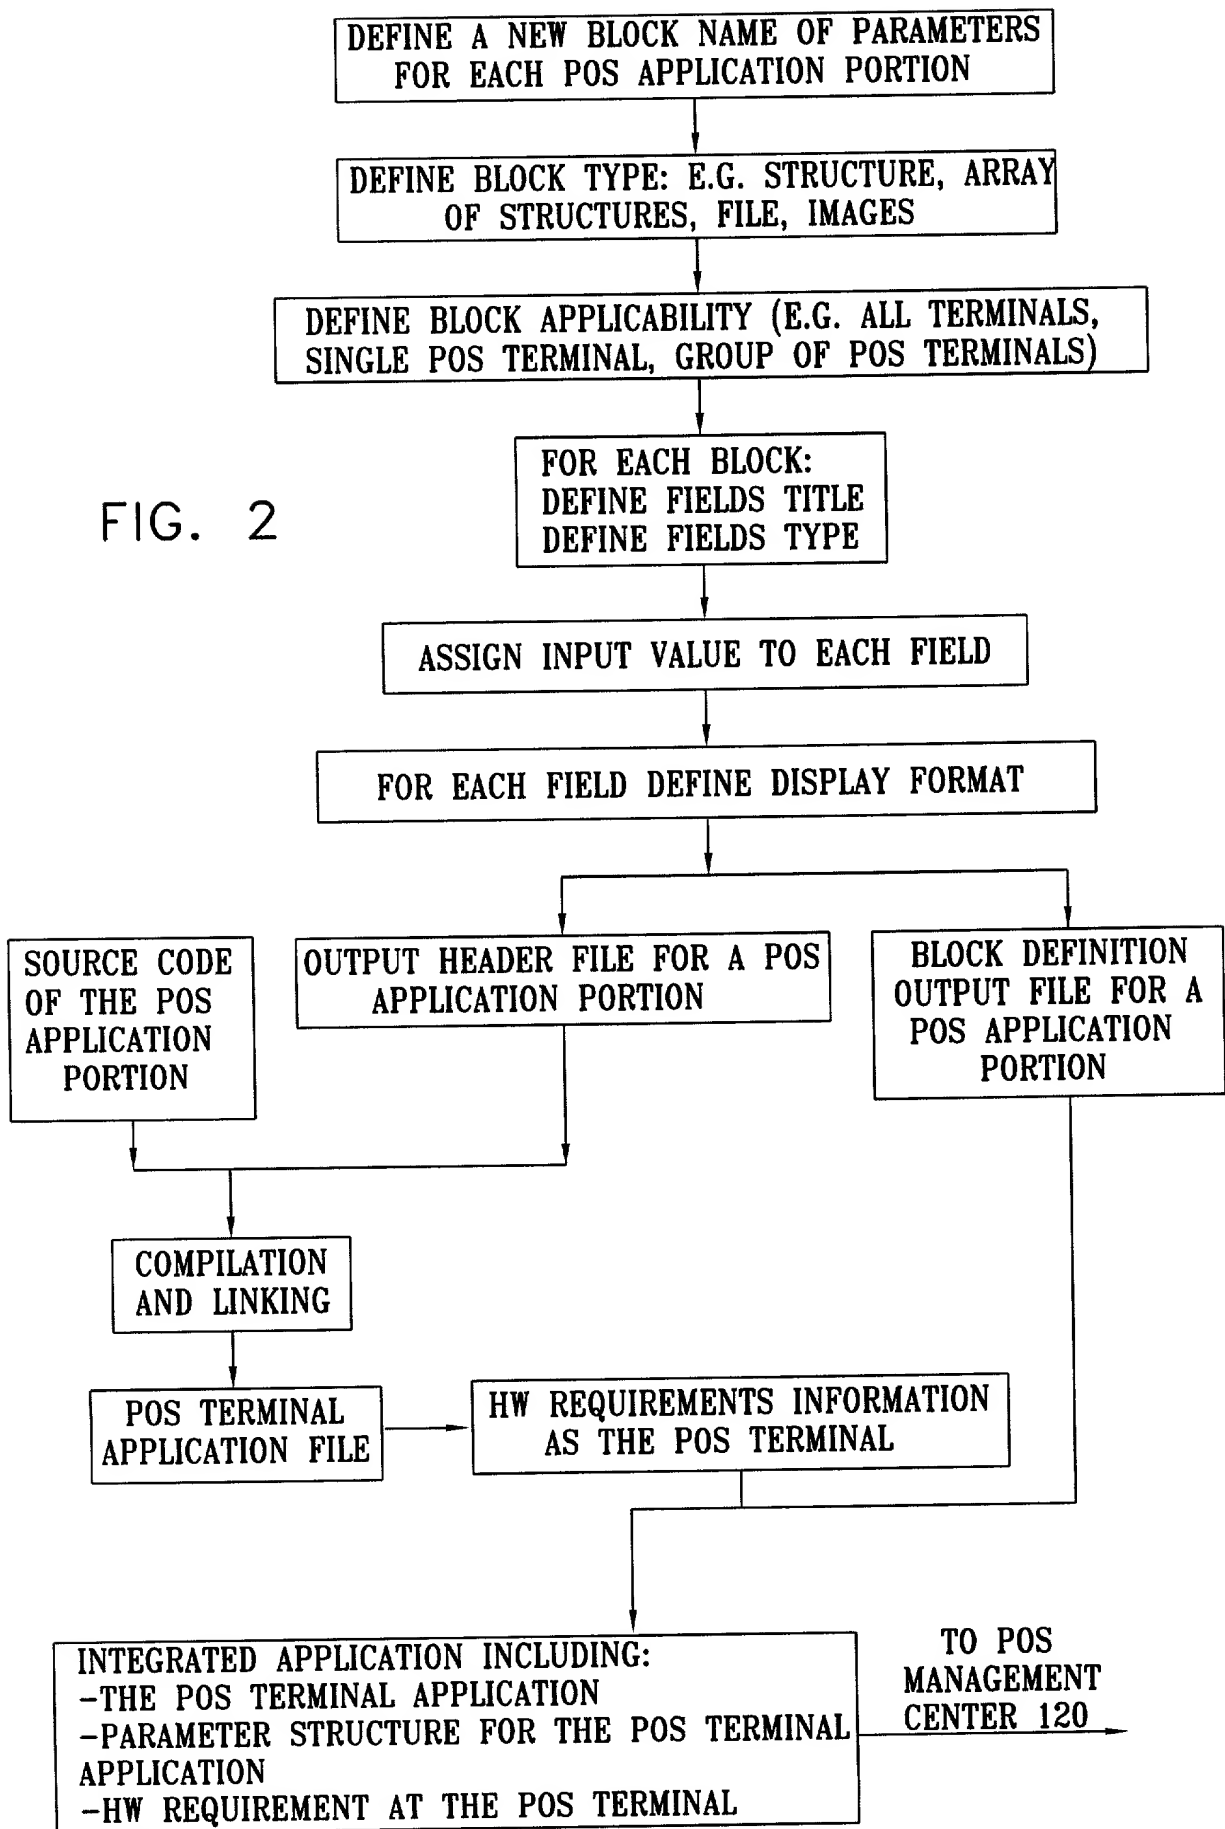 DEFINE A NEW BLOCK NAME OF PARAMETERS
FOR EACH POS APPLICATION PORTION
DEFINE BLOCK TYPE: E.G. STRUCTURE, ARRAY
OF STRUCTURES, FILE, IMAGES
DEFINE BLOCK APPLICABILITY (E.G. ALL TERMINALS,
SINGLE POS TERMINAL, GROUP OF POS TERMINALS)
FOR EACH BLOCK:
DEFINE FIELDS TITLE
DEFINE FIELDS TYPE
FIG. 2
ASSIGN INPUT VALUE TO EACH FIELD
FOR EACH FIELD DEFINE DISPLAY FORMAT
SOURCE CODE
OF THE POS
APPLICATION
PORTION
OUTPUT HEADER FILE FOR A POS
APPLICATION PORTION
BLOCK DEFINITION
OUTPUT FILE FOR A
POS APPLICATION
PORTION
COMPILATION
AND LINKING
POS TERMINAL
APPLICATION FILE
HW REQUIREMENTS INFORMATION
AS THE POS TERMINAL
INTEGRATED APPLICATION INCLUDING:
-THE POS TERMINAL APPLICATION
-PARAMETER STRUCTURE FOR THE POS TERMINAL
APPLICATION
-HW REQUIREMENT AT THE POS TERMINAL
TO POS
MANAGEMENT
CENTER 120